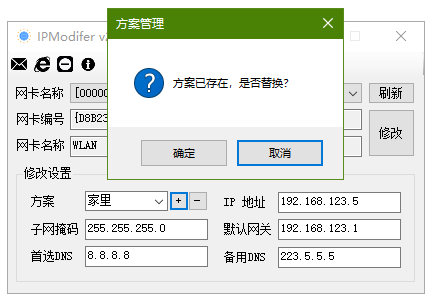 方案管理
IPModifer
方案已存在，是否替换？
确定
取消
网卡名称
刷新
网卡编号
修改
网卡名称 WLAN
修改设置
方案 家里 + -
IP 地址 192.168.123.5
子网掩码 255.255.255.0
默认网关 192.168.123.1
首选DNS 8.8.8.8
备用DNS 223.5.5.5